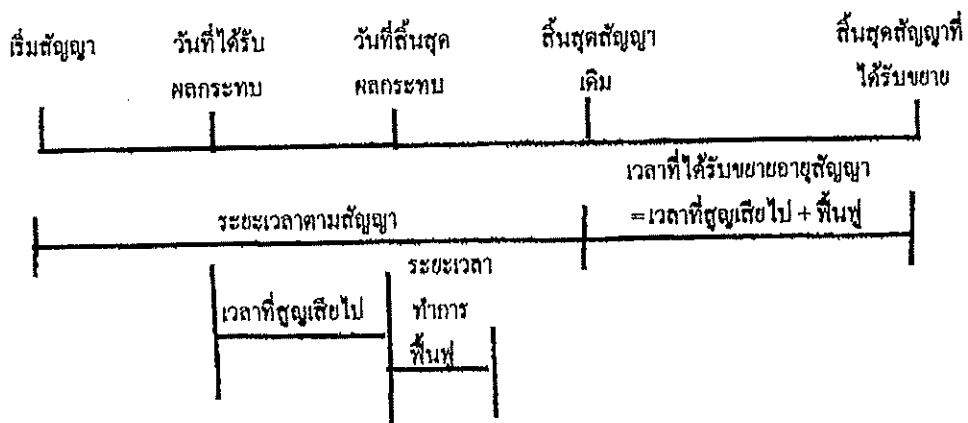 เริ่มสัญญา
วันที่ได้รับ
ผลกระทบ
วันที่สิ้นสุด
ผลกระทบ
สิ้นสุดสัญญา
เดิม
สิ้นสุดสัญญาที่
ได้รับขยาย
เวลาที่ได้รับขยายอายุสัญญา
=เวลาที่สูญเสียไป + ฟื้นฟู
ระยะเวลาตามสัญญา
ระยะเวลา
ทำการ
ฟื้นฟู
เวลาที่สูญเสียไป